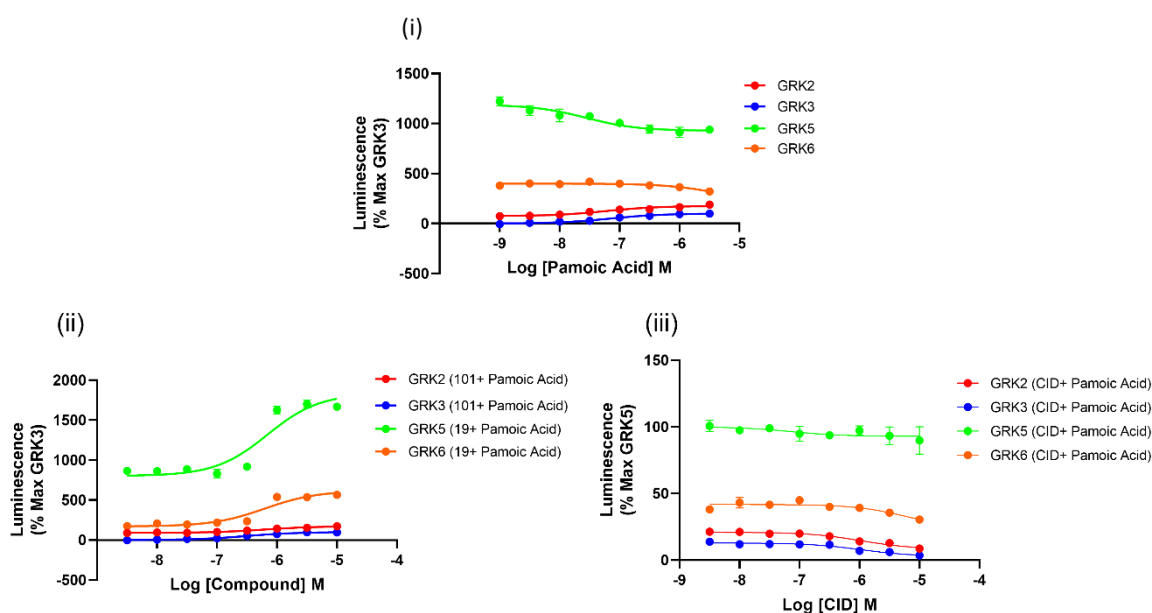 (i)
Luminescence
(% Max GRK3)
1500
1000
500
0
-500
-9
-8
-7
-6
-5
Log [Pamoic Acid] M
GRK2
GRK3
GRK5
GRK6
(ii)
Luminescence
(% Max GRK3)
2000
1500
1000
500
0
-500
-8
-7
-6
-5
-4
Log [Compound] M
GRK2 (101+ Pamoic Acid)
GRK3 (101+ Pamoic Acid)
GRK5 (19+ Pamoic Acid)
GRK6 (19+ Pamoic Acid)
(iii)
Luminescence
(% Max GRK5)
150
100
50
0
-9
-8
-7
-6
-5
-4
Log [CID] M
GRK2 (CID+ Pamoic Acid)
GRK3 (CID+ Pamoic Acid)
GRK5 (CID+ Pamoic Acid)
GRK6 (CID+ Pamoic Acid)